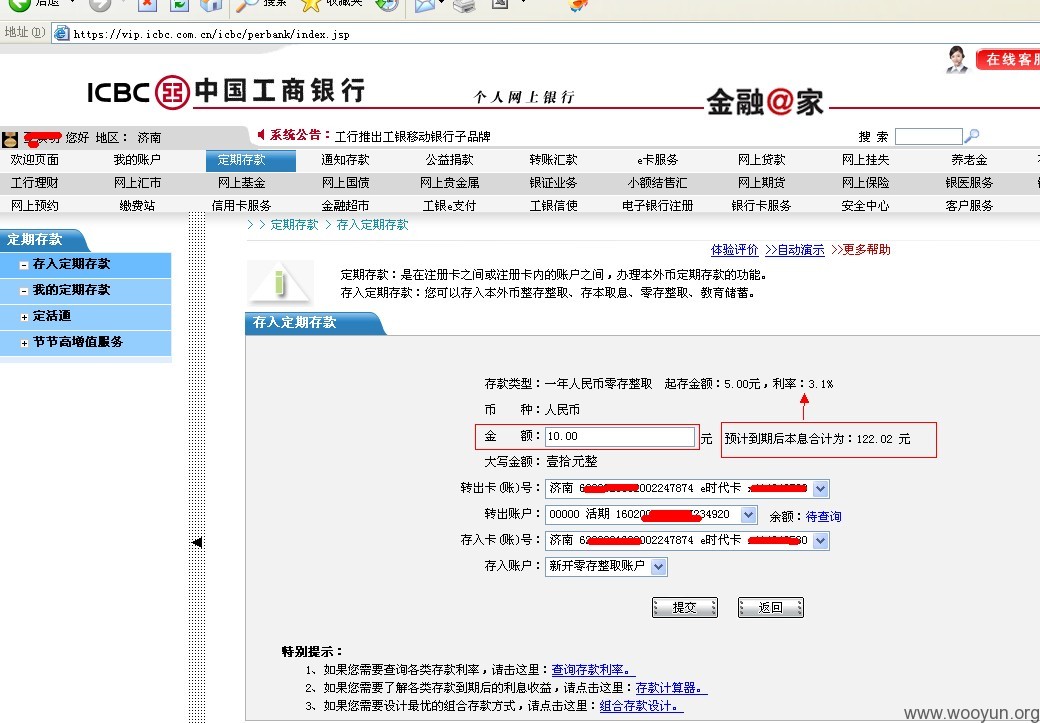 后退 搜索 收藏夹
地址(D) https://vip.icbc.com.cn/icbc/perbank/index.jsp
在线客服
ICBC 中国工商银行 个人网上银行 金融@家
您好 地区： 济南 系统公告： 工行推出工银移动银行子品牌 搜 索
欢迎页面 我的账户 定期存款 通知存款 公益捐款 转账汇款 e卡服务 网上贷款 网上挂失 养老金
工行理财 网上汇市 网上基金 网上国债 网上贵金属 银证业务 小额结售汇 网上期货 网上保险 银医服务
网上预约 缴费站 信用卡服务 金融超市 工银e支付 工银信使 电子银行注册 银行卡服务 安全中心 客户服务
>> 定期存款 > 存入定期存款
定期存款
存入定期存款
我的定期存款
定活通
节节高增值服务
体验评价 >>自动演示 >>更多帮助
定期存款：是在注册卡之间或注册卡内的账户之间，办理本外币定期存款的功能。
存入定期存款：您可以存入本外币整存整取、存本取息、零存整取、教育储蓄。
存入定期存款
存款类型：一年人民币零存整取 起存金额：5.00元，利率：3.1%
币 种：人民币
金 额：10.00 元 预计到期后本息合计为：122.02 元
大写金额：壹拾元整
转出卡(账)号： 济南 2002247874 e时代卡
转出账户： 00000 活期 16020 234920 余额：待查询
存入卡(账)号： 济南 002247874 e时代卡
存入账户： 新开零存整取账户
提交 返回
特别提示：
1、如果您需要查询各类存款利率，请击这里：查询存款利率。
2、如果您需要了解各类存款到期后的利息收益，请点击这里：存款计算器。
3、如果您需要设计最优的组合存款方式，请点击这里：组合存款设计。
www.wooyun.org